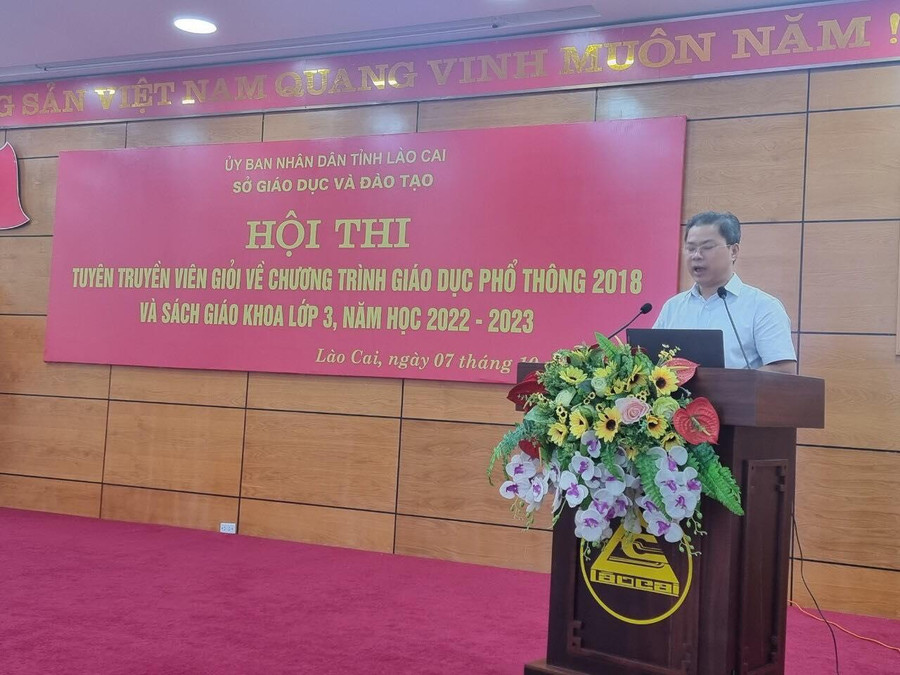 G SẢN VIỆT NAM QUANG VINH MUÔN NĂM !
ỦY BAN NHÂN DÂN TỈNH LÀO CAI
SỞ GIÁO DỤC VÀ ĐÀO TẠO
HỘI THI
TUYÊN TRUYỀN VIÊN GIỎI VỀ CHƯƠNG TRÌNH GIÁO DỤC PHỔ THÔNG 2018
VÀ SÁCH GIÁO KHOA LỚP 3, NĂM HỌC 2022 - 2023
Lào Cai, ngày 07 tháng 10
LAOCAI